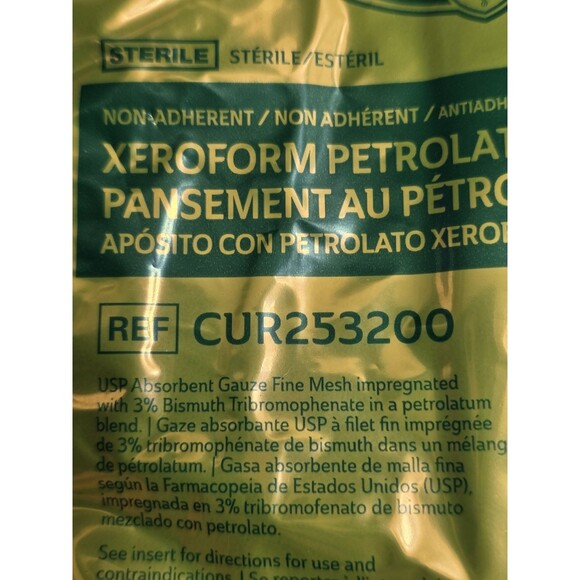 STERILE STÉRILE/ESTÉRIL
NON-ADHERENT / NON ADHÉRENT / ANTIADH
XEROFORM PETROLAT
PANSEMENT AU PÉTRO
APÓSITO CON PETROLATO XEROF
REF CUR253200
USP Absorbent Gauze Fine Mesh impregnated
with 3% Bismuth Tribromophenate in a petrolatum
blend. | Gaze absorbante USP à filet fin imprégnée
de 3% tribromophénate de bismuth dans un mélang
de pétrolatum. | Gasa absorbente de malla fina
según la Farmacopeia de Estados Unidos (USP),
impregnada en 3% tribromofenato de bismuto
mezclado con petrolato.
See insert for directions for use and
contraindications. | Se reporter à l'i